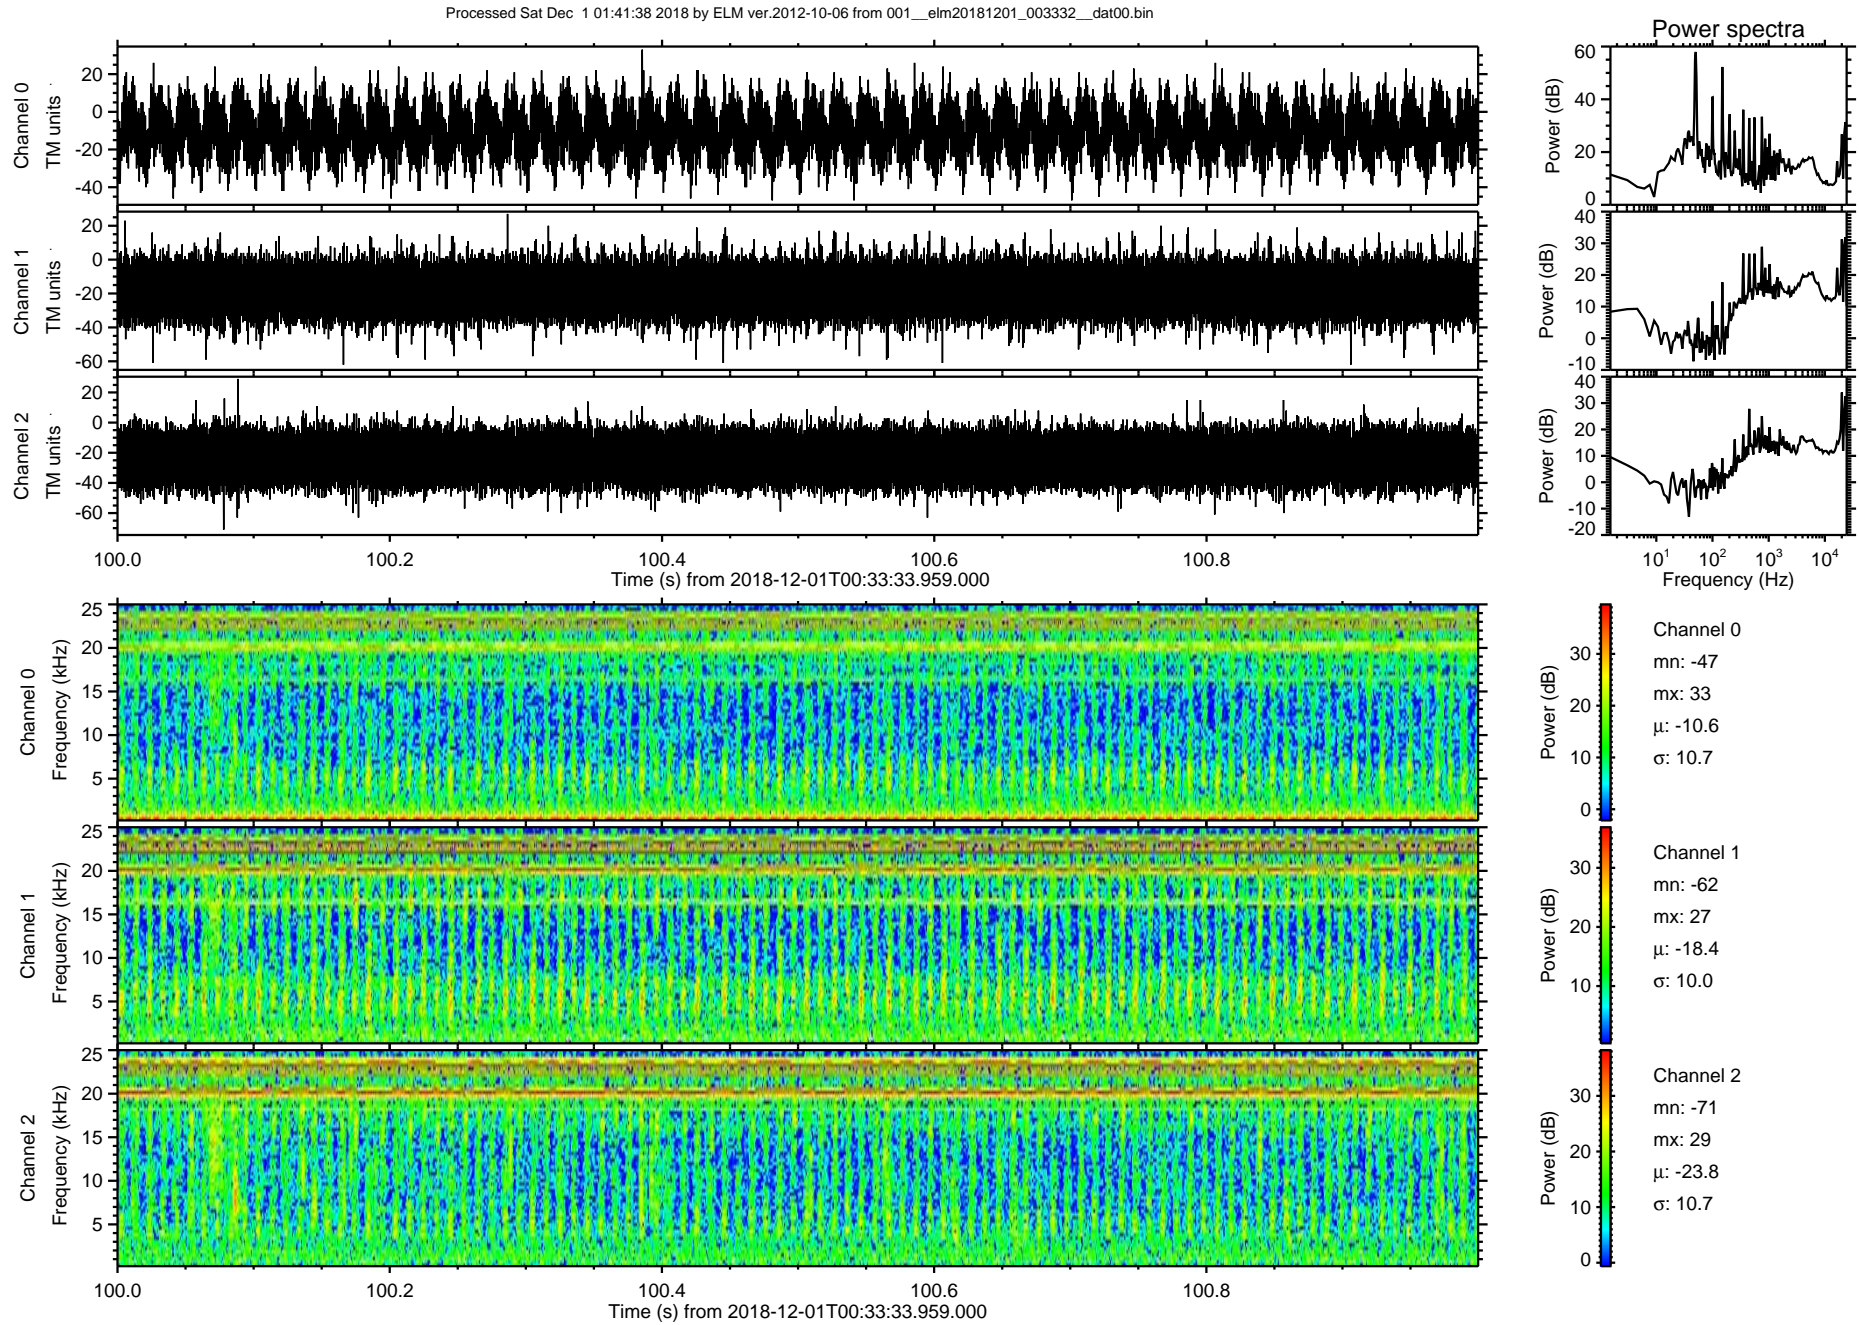 Processed Sat Dec  1 01:41:38 2018 by ELM ver.2012-10-06 from 001__elm20181201_003332__dat00.bin
Power spectra
Channel 0
TM units
20
0
-20
-40
Power (dB)
60
40
20
0
Channel 1
TM units
20
0
-20
-40
-60
Power (dB)
40
30
20
10
0
-10
Channel 2
TM units
20
0
-20
-40
-60
Power (dB)
40
30
20
10
0
-10
-20
100.0 100.2 100.4 100.6 100.8
Time (s) from 2018-12-01T00:33:33.959.000
10¹ 10² 10³ 10⁴
Frequency (Hz)
Channel 0
Frequency (kHz)
25
20
15
10
5
Power (dB)
30
20
10
0
Channel 0
mn: -47
mx: 33
µ: -10.6
σ: 10.7
Channel 1
Frequency (kHz)
25
20
15
10
5
Power (dB)
30
20
10
Channel 1
mn: -62
mx: 27
µ: -18.4
σ: 10.0
Channel 2
Frequency (kHz)
25
20
15
10
5
Power (dB)
30
20
10
0
Channel 2
mn: -71
mx: 29
µ: -23.8
σ: 10.7
100.0 100.2 100.4 100.6 100.8
Time (s) from 2018-12-01T00:33:33.959.000